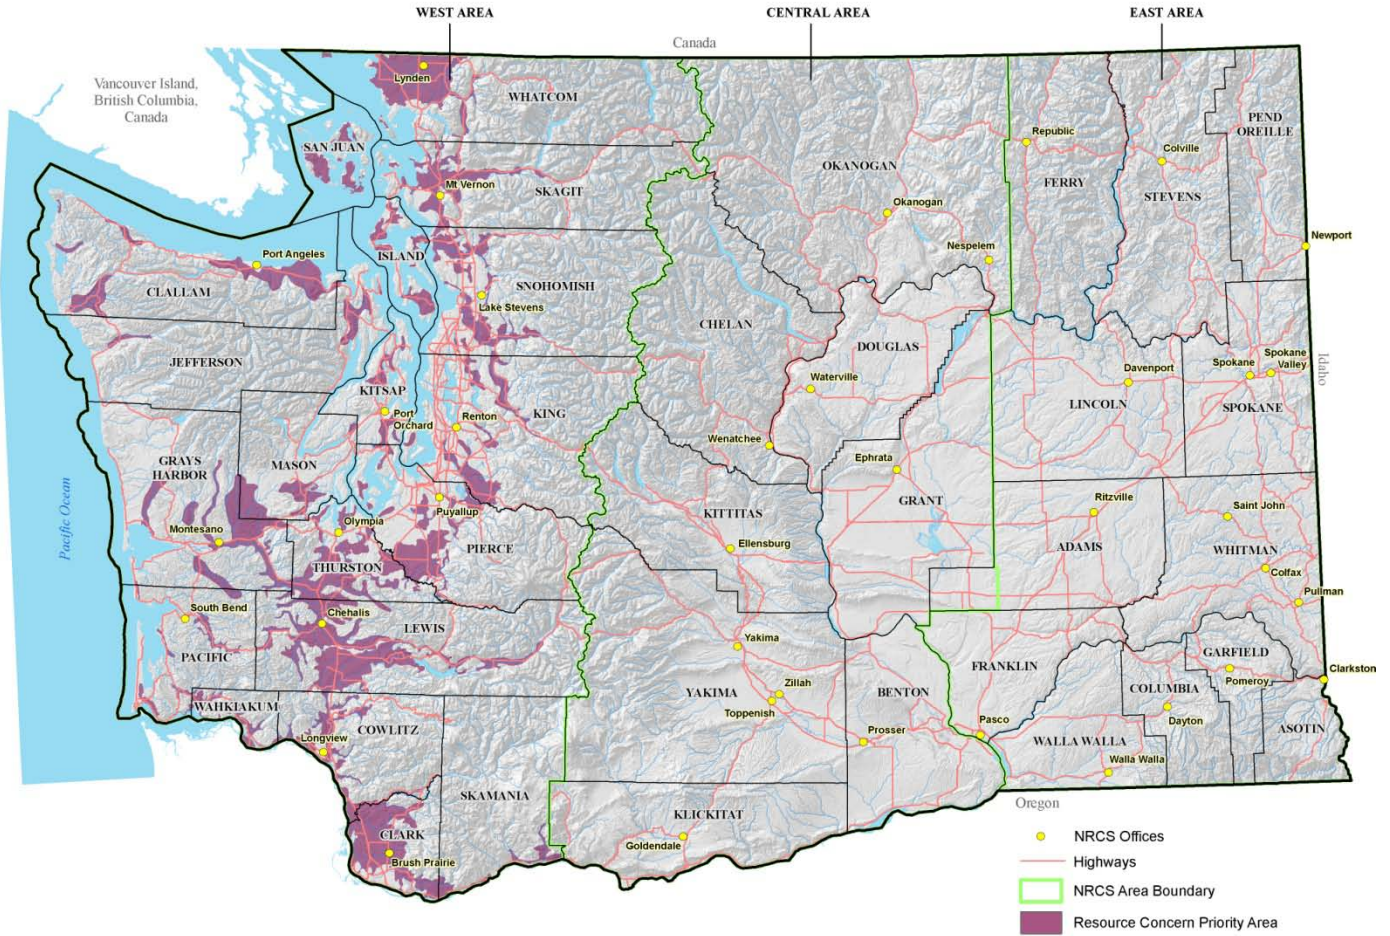 WEST AREA
CENTRAL AREA
EAST AREA
Canada
Vancouver Island,
British Columbia,
Canada
Lynden
WHATCOM
SAN JUAN
Mt Vernon
SKAGIT
OKANOGAN
Okanogan
Nespelem
Republic
FERRY
Colville
STEVENS
PEND
OREILLE
Newport
Port Angeles
CLALLAM
ISLAND
SNOHOMISH
Lake Stevens
CHELAN
DOUGLAS
Waterville
JEFFERSON
KITSAP
Port
Orchard
Renton
KING
Wenatchee
Ephrata
GRANT
Davenport
LINCOLN
Spokane
Spokane
Valley
SPOKANE
Idaho
Pacific Ocean
GRAYS
HARBOR
MASON
Montesano
Olympia
Puyallup
PIERCE
THURSTON
KITTITAS
Ellensburg
Ritzville
ADAMS
Saint John
WHITMAN
Colfax
Pullman
South Bend
PACIFIC
Chehalis
LEWIS
Yakima
YAKIMA
Zillah
Toppenish
BENTON
Prosser
FRANKLIN
Pasco
GARFIELD
Pomeroy
Clarkston
COLUMBIA
Dayton
ASOTIN
WALLA WALLA
Walla Walla
WAHKIAKUM
COWLITZ
Longview
SKAMANIA
CLARK
Brush Prairie
KLICKITAT
Goldendale
Oregon
NRCS Offices
Highways
NRCS Area Boundary
Resource Concern Priority Area